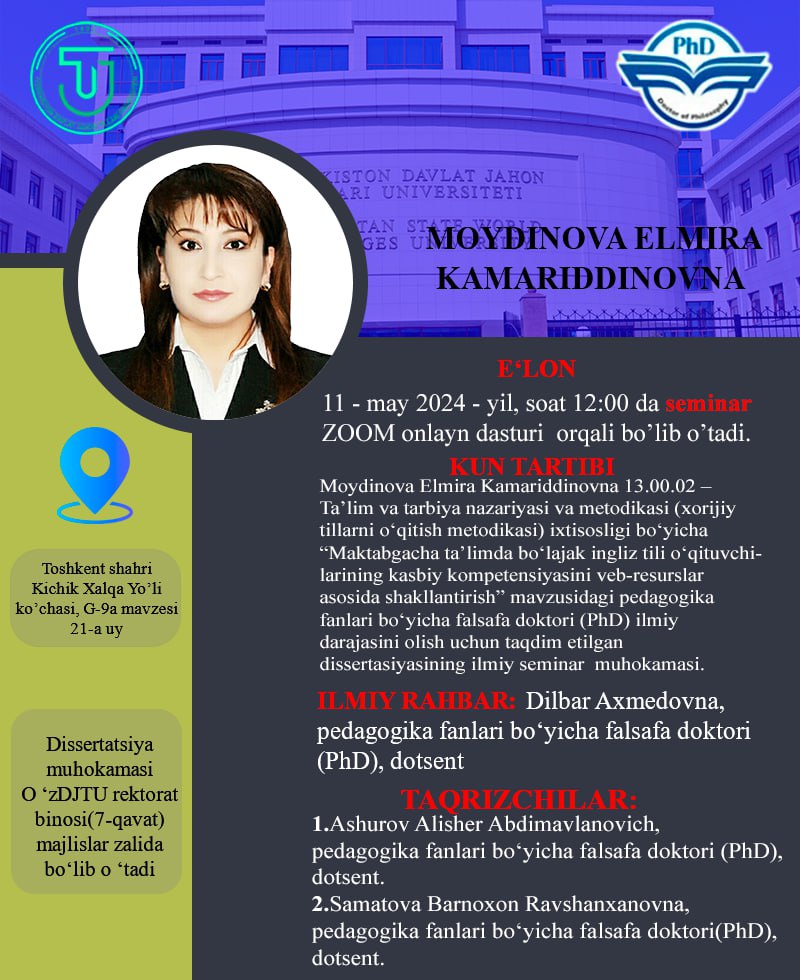 PhD
Doctor of Philosophy
KISTON DAVLAT JAHON
ARI UNIVERSITETI
TAN STATE WORLD
GES UNIVERSITY
MOYDINOVA ELMIRA
KAMARIDDINOVNA
E‘LON
11 - may 2024 - yil, soat 12:00 da seminar
ZOOM onlayn dasturi orqali bo’lib o’tadi.
KUN TARTIBI
Moydinova Elmira Kamariddinovna 13.00.02 –
Ta’lim va tarbiya nazariyasi va metodikasi (xorijiy
tillarni o‘qitish metodikasi) ixtisosligi bo‘yicha
“Maktabgacha ta’limda bo‘lajak ingliz tili o‘qituvchi-
larining kasbiy kompetensiyasini veb-resurslar
asosida shakllantirish” mavzusidagi pedagogika
fanlari bo‘yicha falsafa doktori (PhD) ilmiy
darajasini olish uchun taqdim etilgan
dissertasiyasining ilmiy seminar muhokamasi.
ILMIY RAHBAR: Dilbar Axmedovna,
pedagogika fanlari bo‘yicha falsafa doktori
(PhD), dotsent
TAQRIZCHILAR:
1.Ashurov Alisher Abdimavlanovich,
pedagogika fanlari bo‘yicha falsafa doktori (PhD),
dotsent.
2.Samatova Barnoxon Ravshanxanovna,
pedagogika fanlari bo‘yicha falsafa doktori(PhD),
dotsent.
Toshkent shahri
Kichik Xalqa Yo’li
ko’chasi, G-9a mavzesi
21-a uy
Dissertatsiya
muhokamasi
O ‘zDJTU rektorat
binosi(7-qavat)
majlislar zalida
bo‘lib o ‘tadi